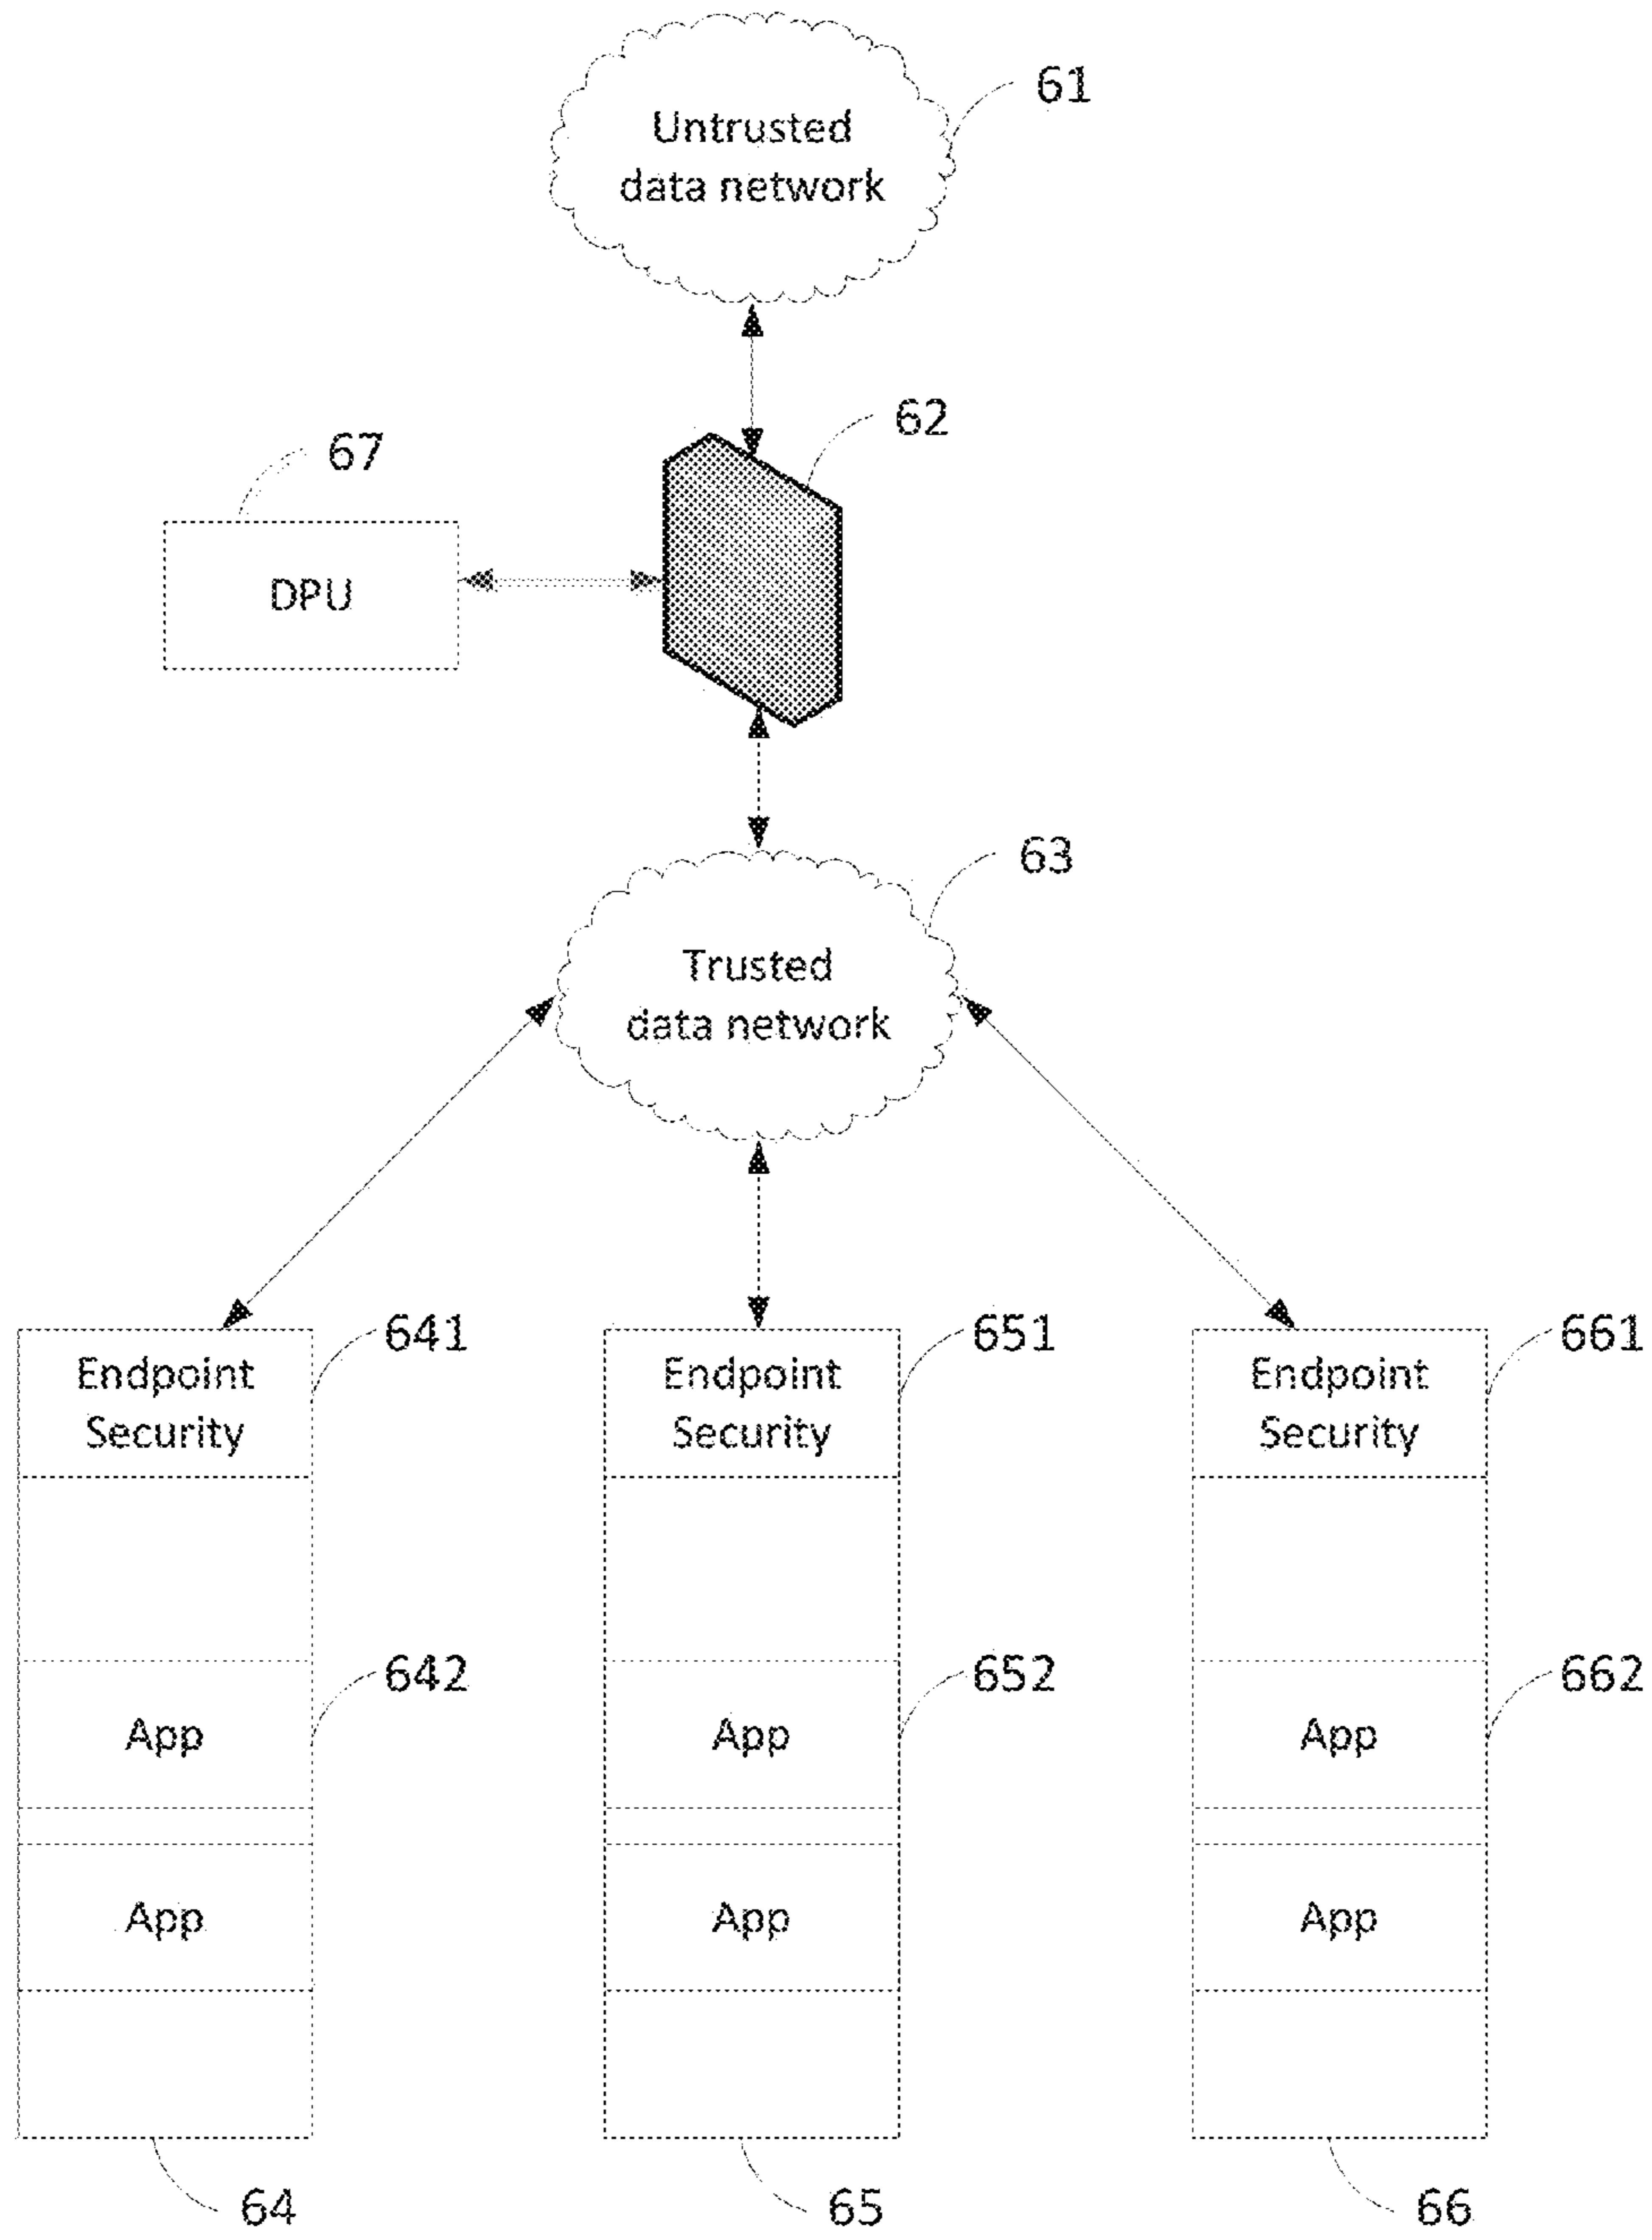 61
Untrusted
data network
62
67
DPU
63
Trusted
data network
641
651
661
Endpoint
Security
Endpoint
Security
Endpoint
Security
642
652
662
App
App
App
App
App
App
64
65
66